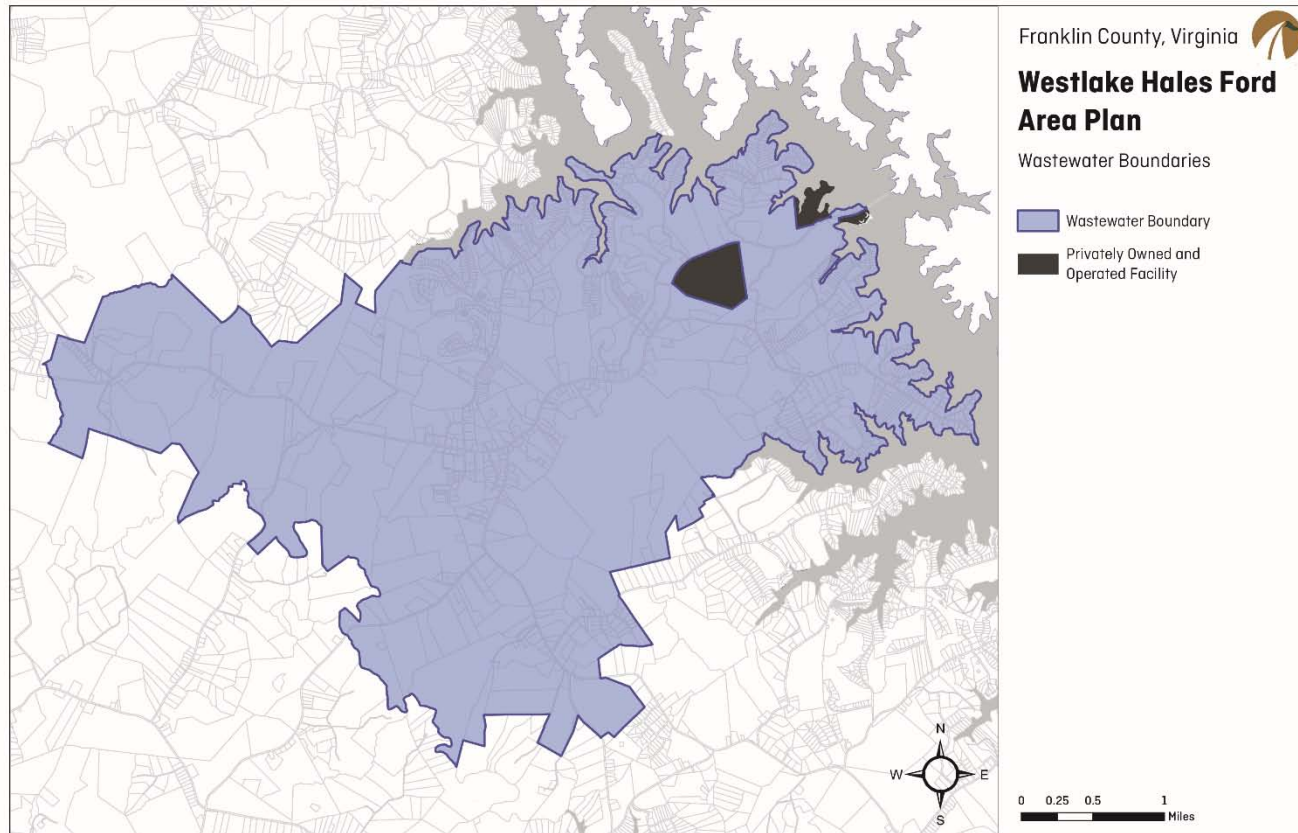 Franklin County, Virginia
Westlake Hales Ford
Area Plan
Wastewater Boundaries
Wastewater Boundary
Privately Owned and
Operated Facility
N
W E
S
0 0.25 0.5 1
Miles